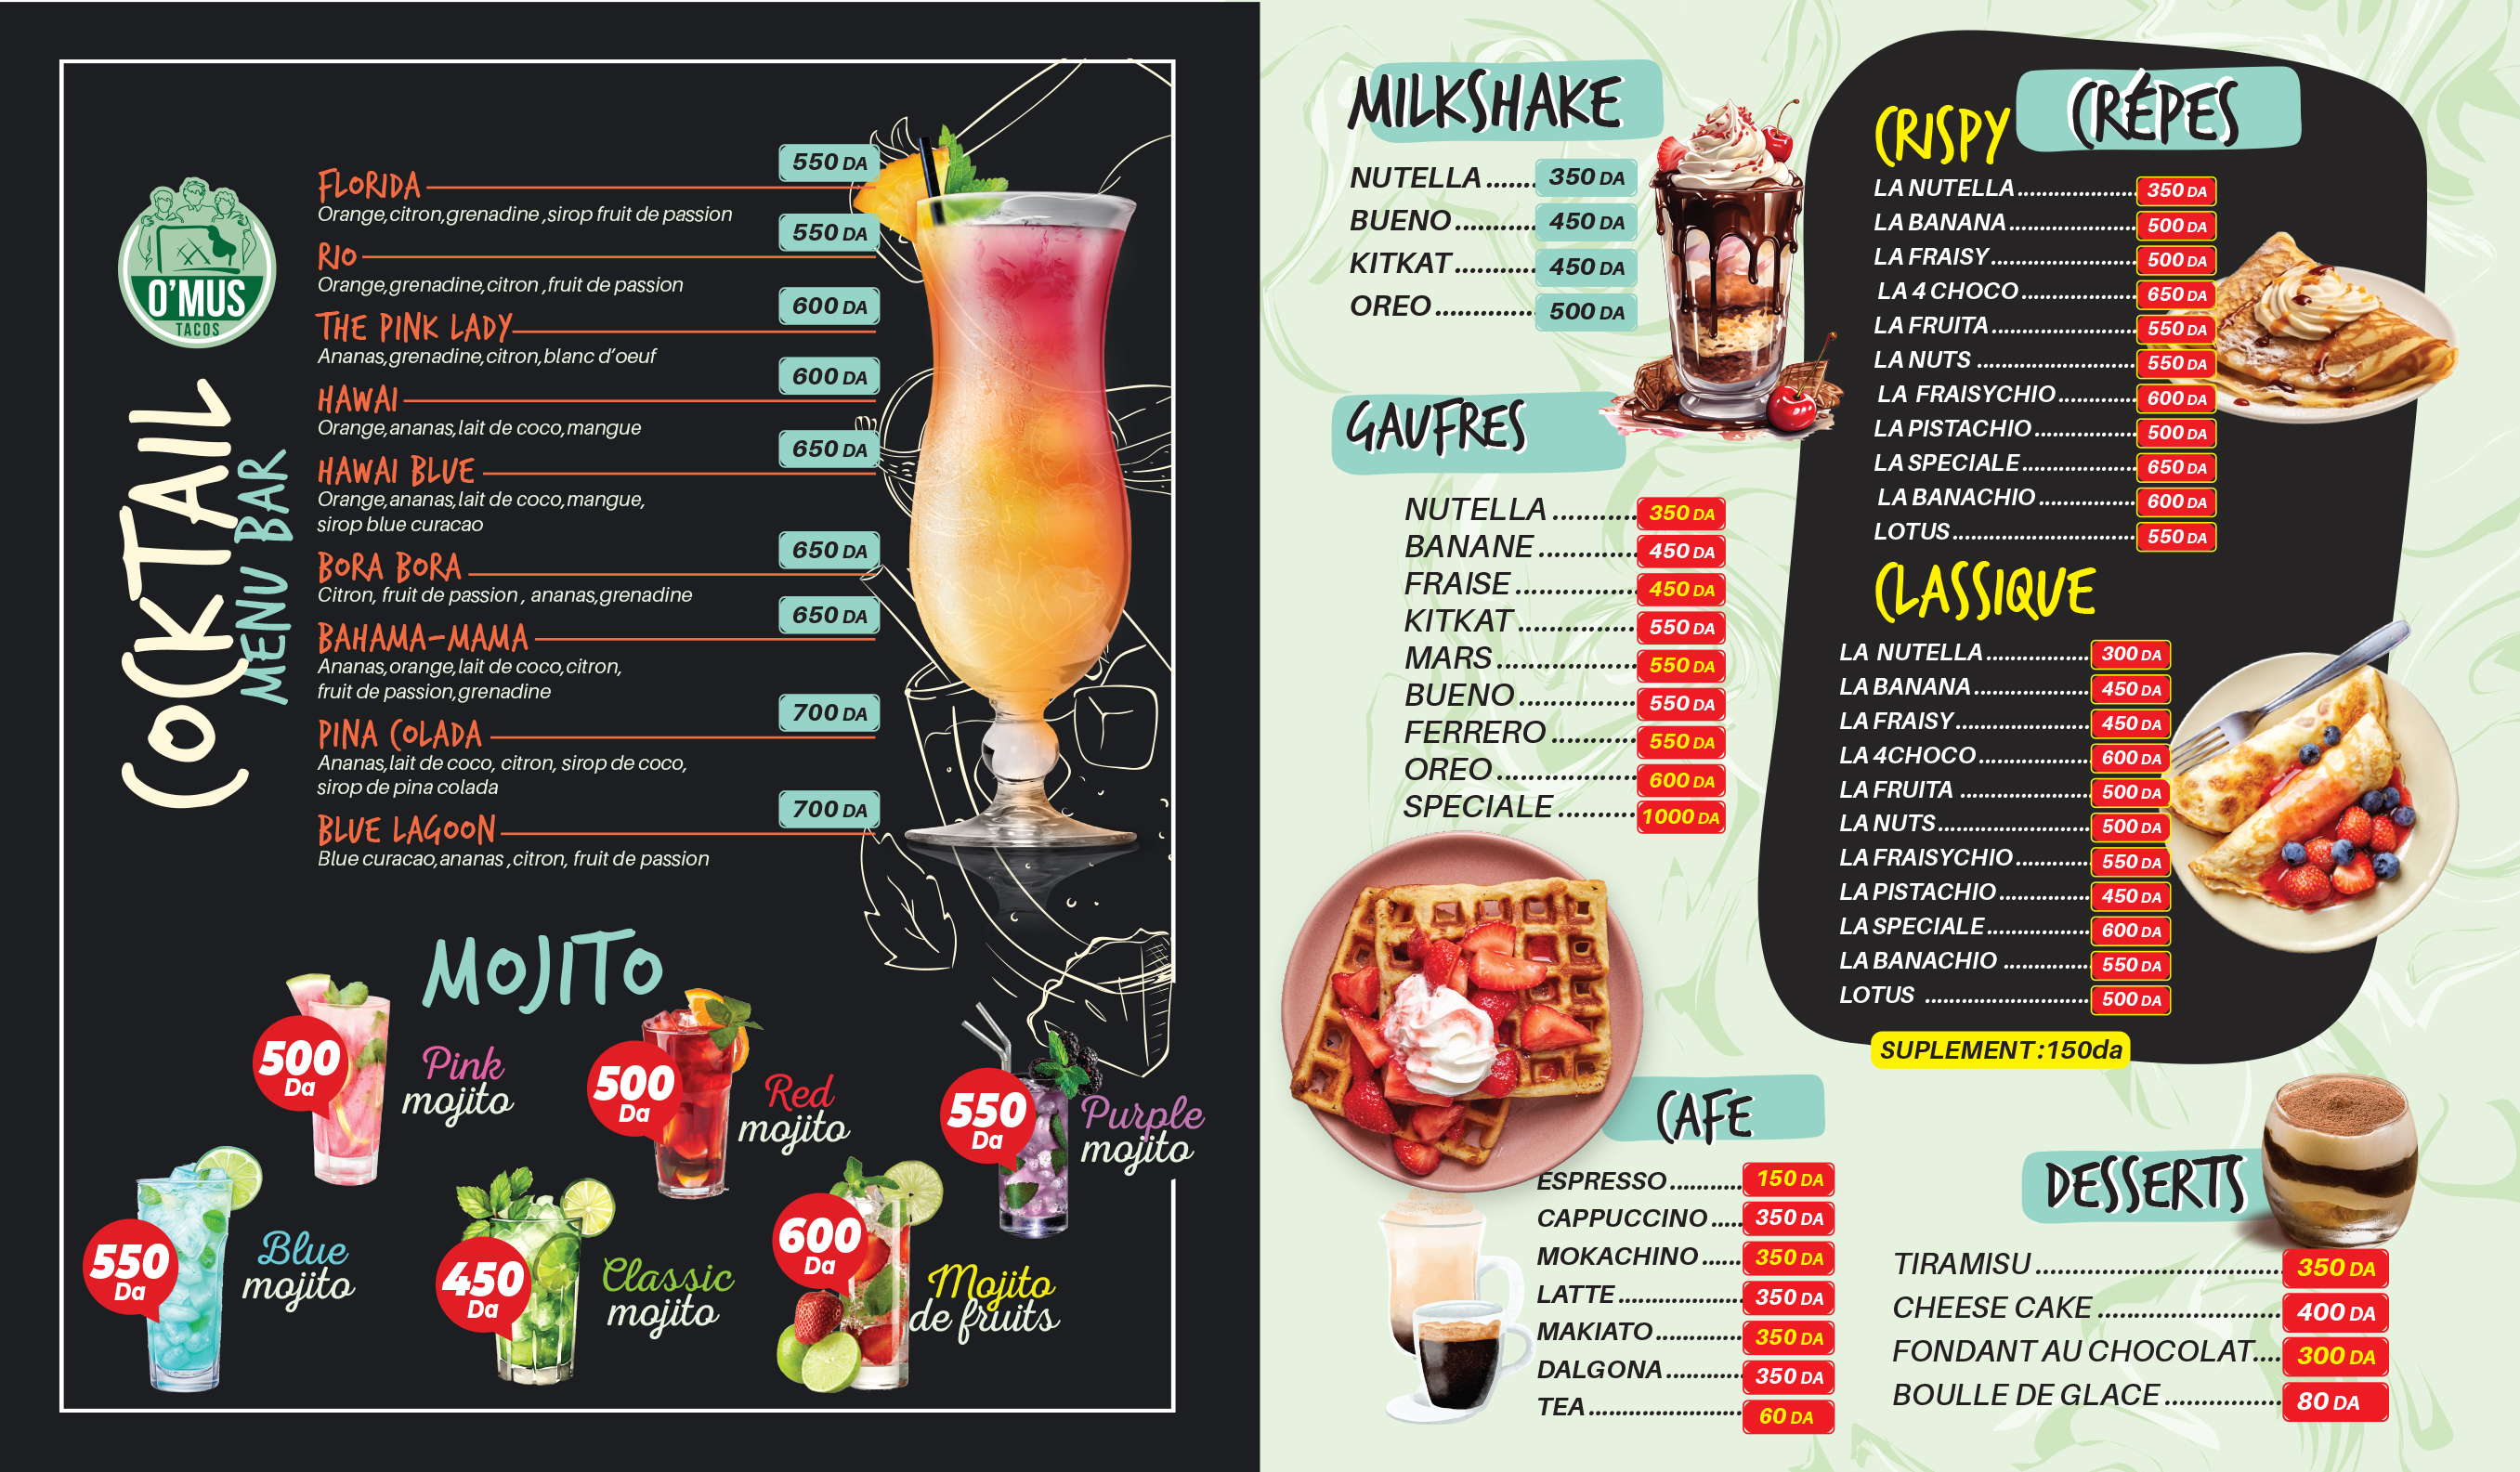 O'MUS
TACOS
COCKTAIL
MENU BAR
FLORIDA 550 DA
Orange,citron,grenadine ,sirop fruit de passion
RIO 550 DA
Orange,grenadine,citron ,fruit de passion
THE PINK LADY 600 DA
Ananas,grenadine,citron,blanc d'oeuf
HAWAI 600 DA
Orange,ananas,lait de coco,mangue
HAWAI BLUE 650 DA
Orange,ananas,lait de coco,mangue,
sirop blue curacao
BORA BORA 650 DA
Citron, fruit de passion , ananas,grenadine
BAHAMA-MAMA 650 DA
Ananas,orange,lait de coco,citron,
fruit de passion,grenadine
PINA COLADA 700 DA
Ananas,lait de coco, citron, sirop de coco,
sirop de pina colada
BLUE LAGOON 700 DA
Blue curacao,ananas ,citron, fruit de passion
MOJITO
500 Da
Pink
mojito
500 Da
Red
mojito
550 Da
Purple
mojito
550 Da
Blue
mojito
450 Da
Classic
mojito
600 Da
Mojito
de fruits
MILKSHAKE
NUTELLA....... 350 DA
BUENO........... 450 DA
KITKAT........... 450 DA
OREO............. 500 DA
GAUFRES
NUTELLA.......... 350 DA
BANANE............ 450 DA
FRAISE............... 450 DA
KITKAT............... 550 DA
MARS.................. 550 DA
BUENO............... 550 DA
FERRERO........... 550 DA
OREO.................. 600 DA
SPECIALE.......... 1000 DA
CAFE
ESPRESSO........... 150 DA
CAPPUCCINO..... 350 DA
MOKACHINO...... 350 DA
LATTE.................... 350 DA
MAKIATO............. 350 DA
DALGONA............ 350 DA
TEA........................ 60 DA
CRÉPES
CRISPY
LA NUTELLA.................... 350 DA
LA BANANA..................... 500 DA
LA FRAISY........................ 500 DA
LA 4 CHOCO................... 650 DA
LA FRUITA........................ 550 DA
LA NUTS .......................... 550 DA
LA FRAISYCHIO............. 600 DA
LA PISTACHIO................. 500 DA
LA SPECIALE................... 650 DA
LA BANACHIO................ 600 DA
LOTUS.............................. 550 DA
CLASSIQUE
LA NUTELLA................. 300 DA
LA BANANA................... 450 DA
LA FRAISY...................... 450 DA
LA 4CHOCO.................. 600 DA
LA FRUITA ..................... 500 DA
LA NUTS......................... 500 DA
LA FRAISYCHIO............ 550 DA
LA PISTACHIO............... 450 DA
LA SPECIALE................. 600 DA
LA BANACHIO .............. 550 DA
LOTUS ........................... 500 DA
SUPLEMENT:150da
DESSERTS
TIRAMISU................................ 350 DA
CHEESE CAKE........................ 400 DA
FONDANT AU CHOCOLAT.... 300 DA
BOULLE DE GLACE............... 80 DA